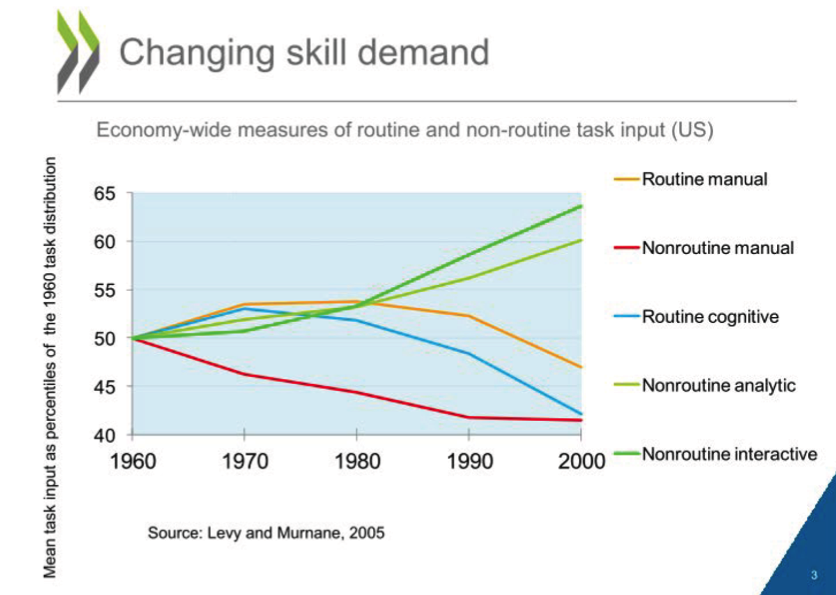 Changing skill demand
Economy-wide measures of routine and non-routine task input (US)
Mean task input as percentiles of the 1960 task distribution
65
60
55
50
45
40
1960 1970 1980 1990 2000
Routine manual
Nonroutine manual
Routine cognitive
Nonroutine analytic
Nonroutine interactive
Source: Levy and Murnane, 2005
3